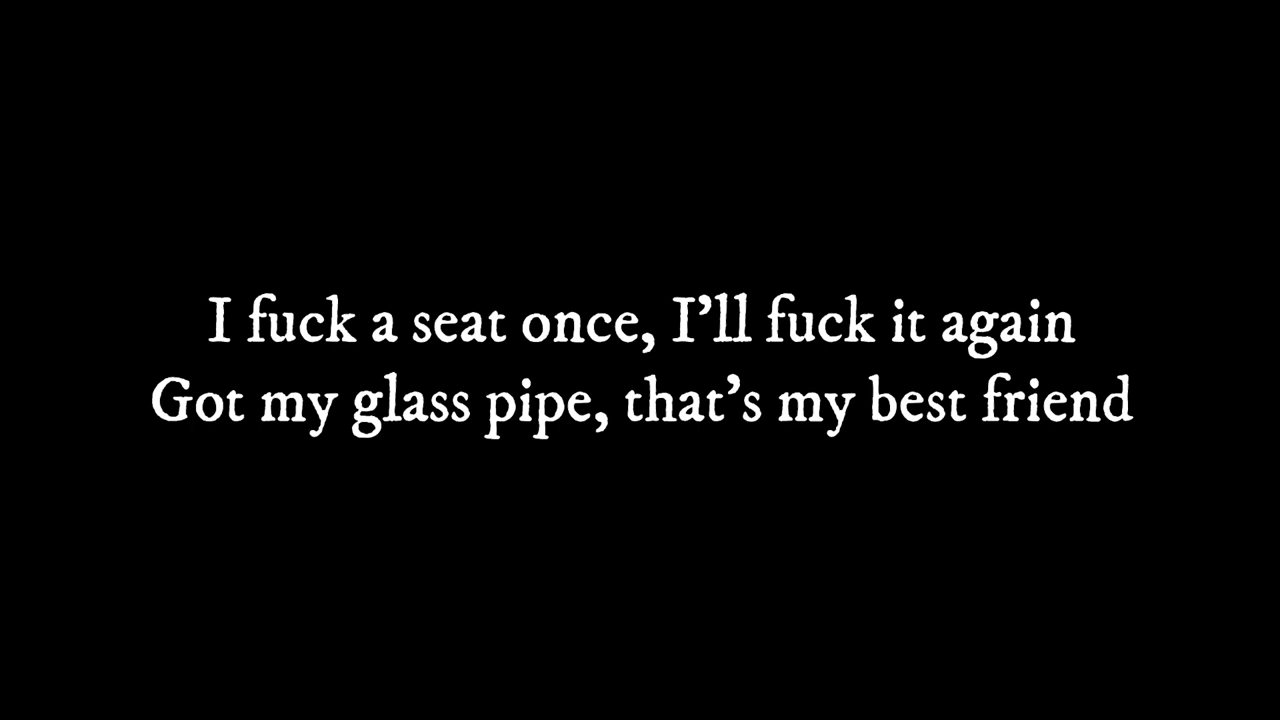 I fuck a seat once, I’ll fuck it again
Got my glass pipe, that’s my best friend